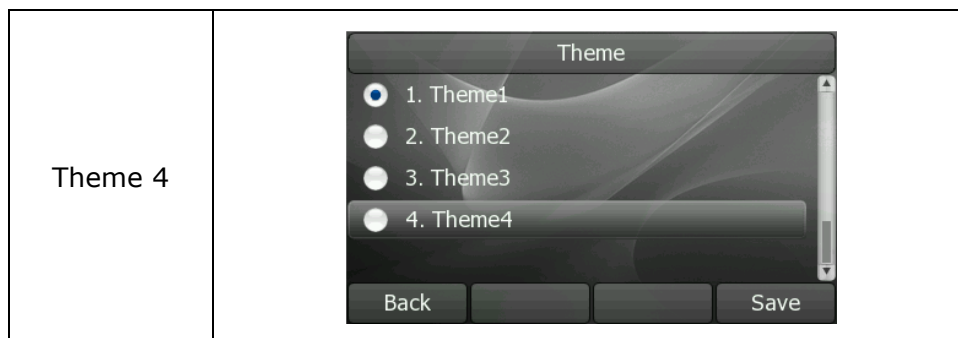 Theme 4
Theme
1. Theme1
2. Theme2
3. Theme3
4. Theme4
Back
Save